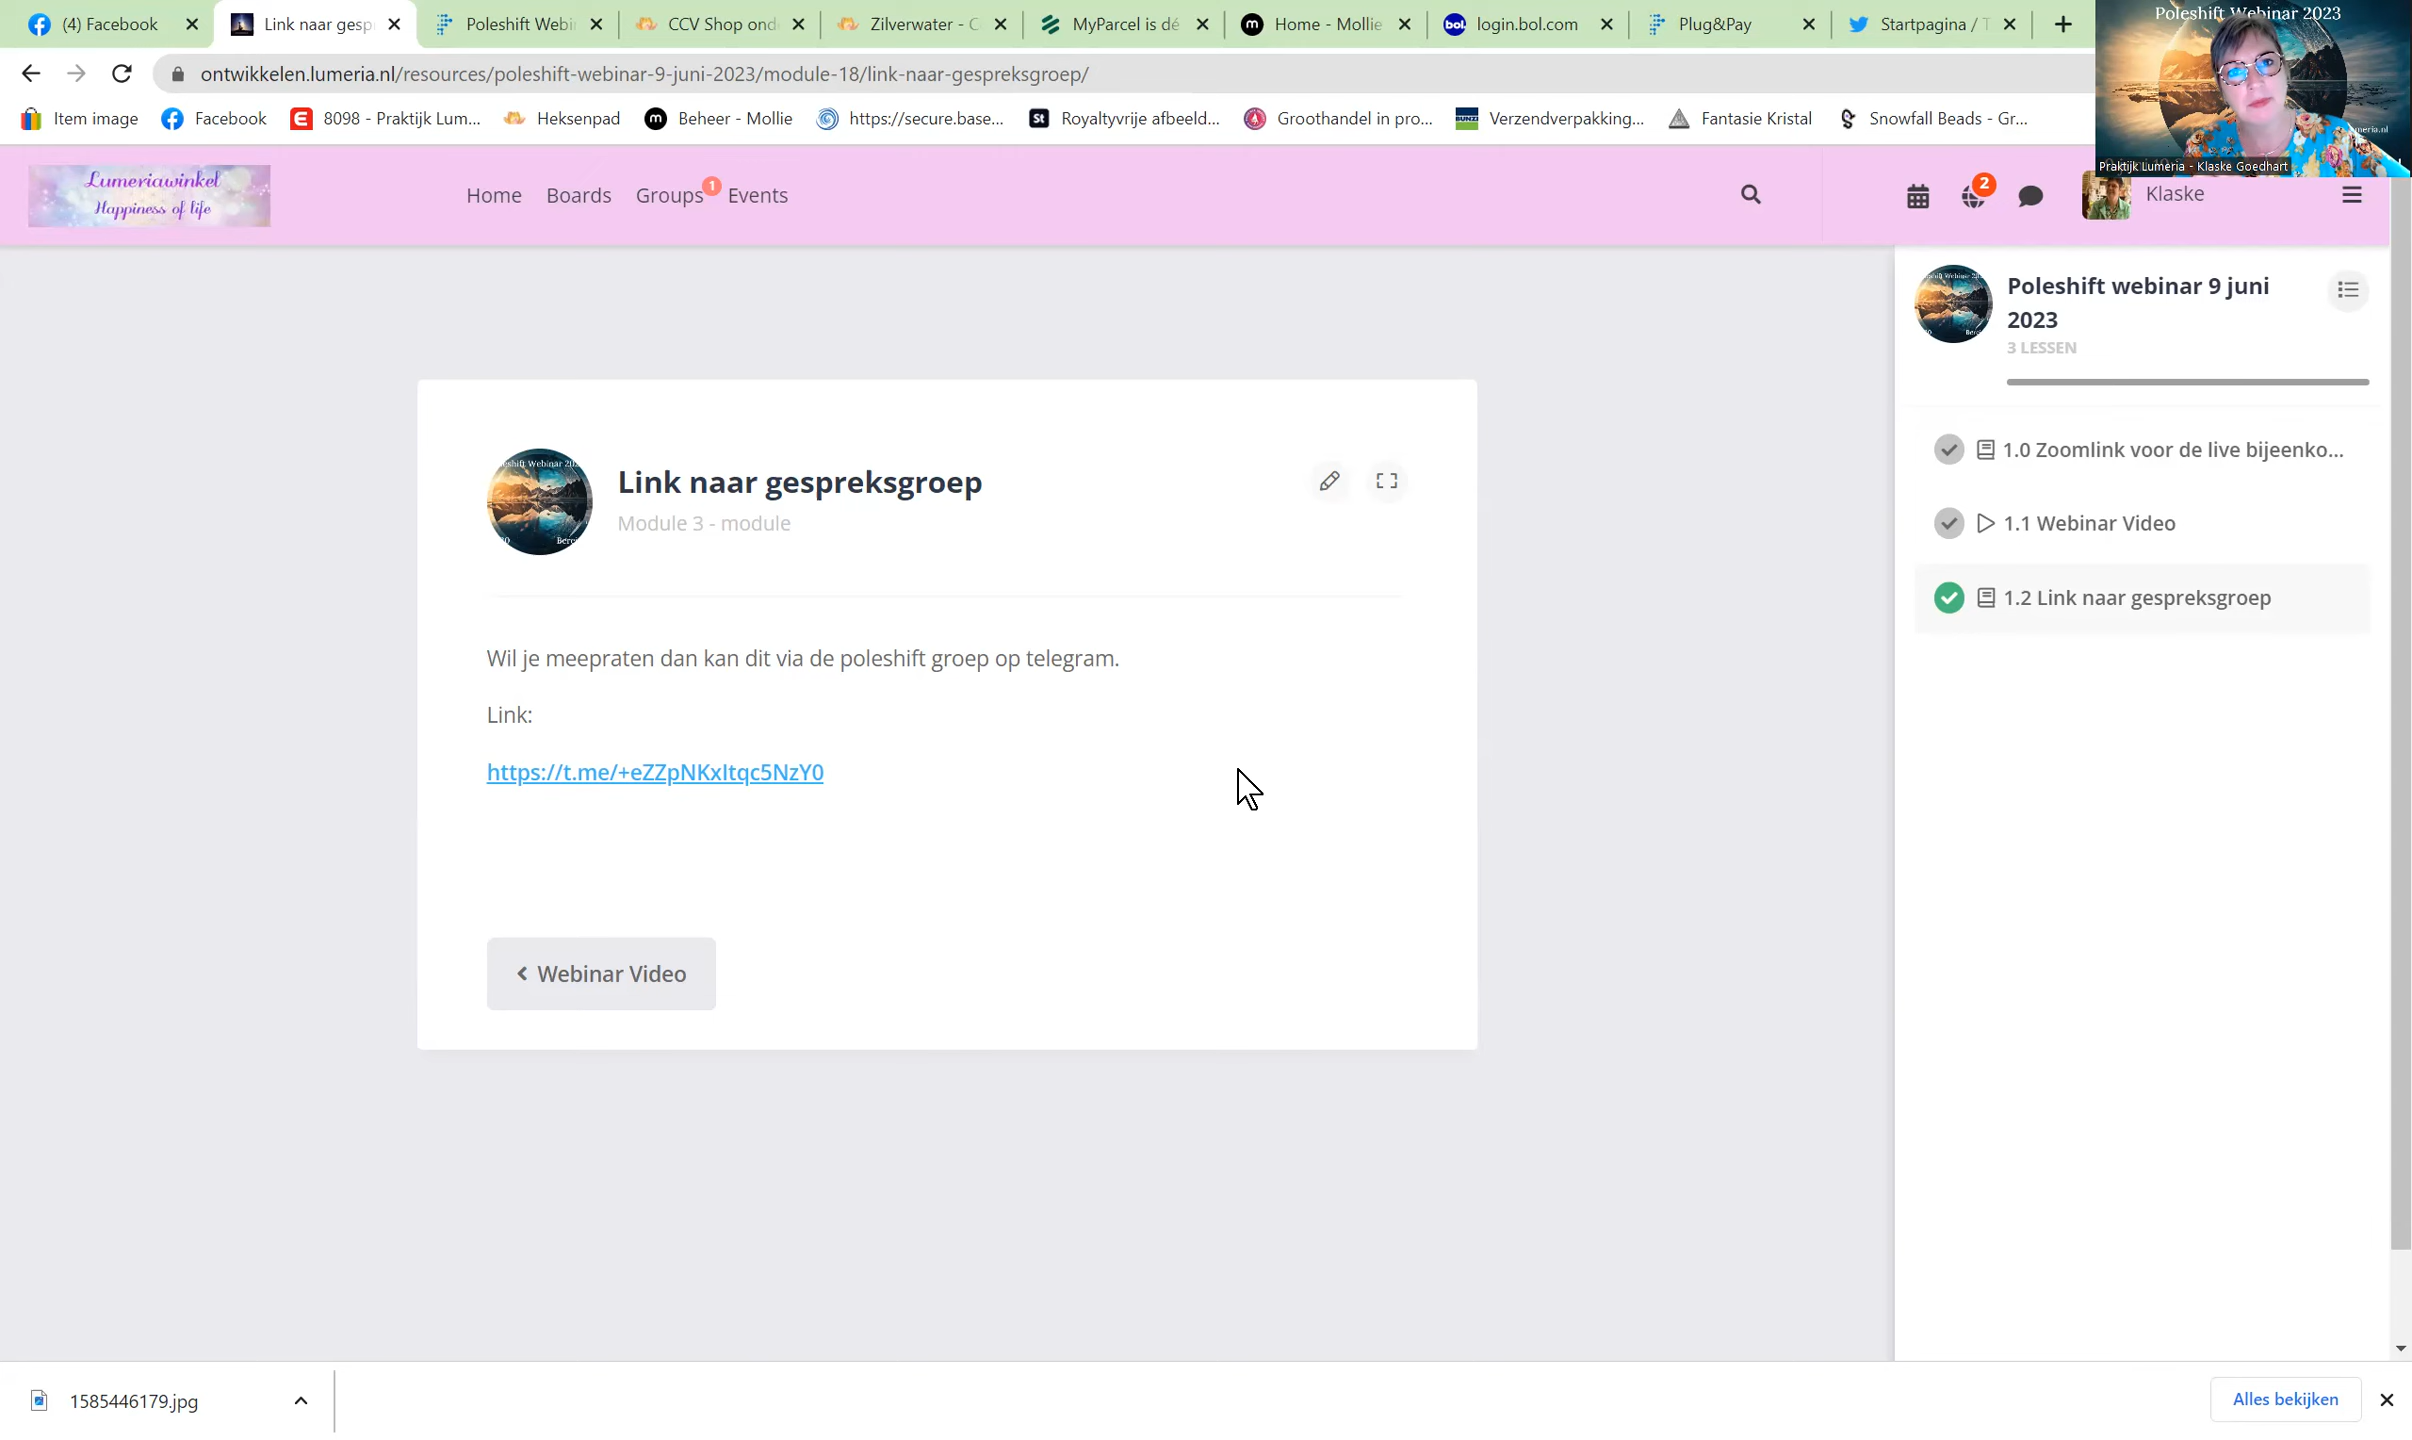 (4) Facebook
Link naar gesp
Poleshift Webi
CCV Shop ond
Zilverwater - C
MyParcel is dé
Home - Mollie
login.bol.com
Plug&Pay
Startpagina / T
ontwikkelen.lumeria.nl/resources/poleshift-webinar-9-juni-2023/module-18/link-naar-gespreksgroep/
Item image
Facebook
8098 - Praktijk Lum...
Heksenpad
Beheer - Mollie
https://secure.base...
Royaltyvrije afbeeld...
Groothandel in pro...
Verzendverpakking...
Fantasie Kristal
Snowfall Beads - Gr...
Poleshift Webinar 2023
Praktijk Lumeria - Klaske Goedhart
Lumeriawinkel
Happiness of life
Home
Boards
Groups
1
Events
2
Klaske
Poleshift webinar 9 juni
2023
3 LESSEN
1.0 Zoomlink voor de live bijeenko...
1.1 Webinar Video
1.2 Link naar gespreksgroep
Link naar gespreksgroep
Module 3 - module
Wil je meepraten dan kan dit via de poleshift groep op telegram.
Link:
https://t.me/+eZZpNKxltqc5NzY0
Webinar Video
1585446179.jpg
Alles bekijken